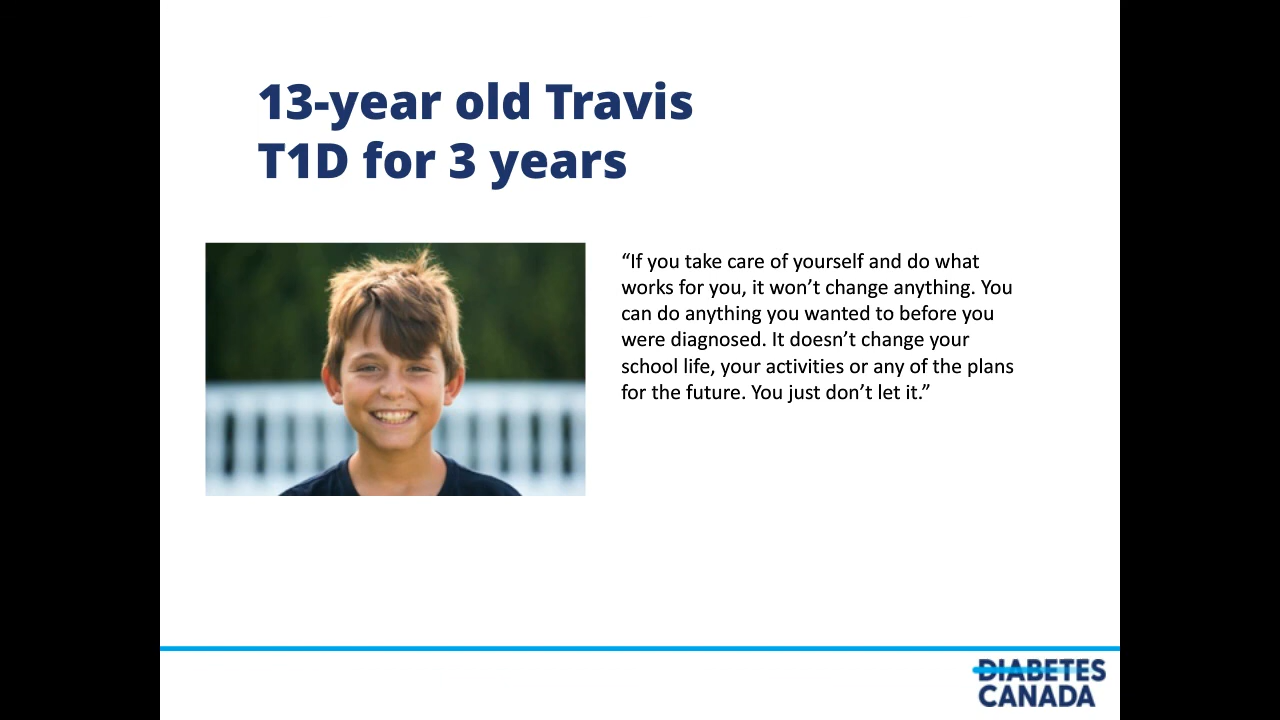 13-year old Travis
T1D for 3 years
“If you take care of yourself and do what
works for you, it won’t change anything. You
can do anything you wanted to before you
were diagnosed. It doesn’t change your
school life, your activities or any of the plans
for the future. You just don’t let it.”
DIABETES
CANADA